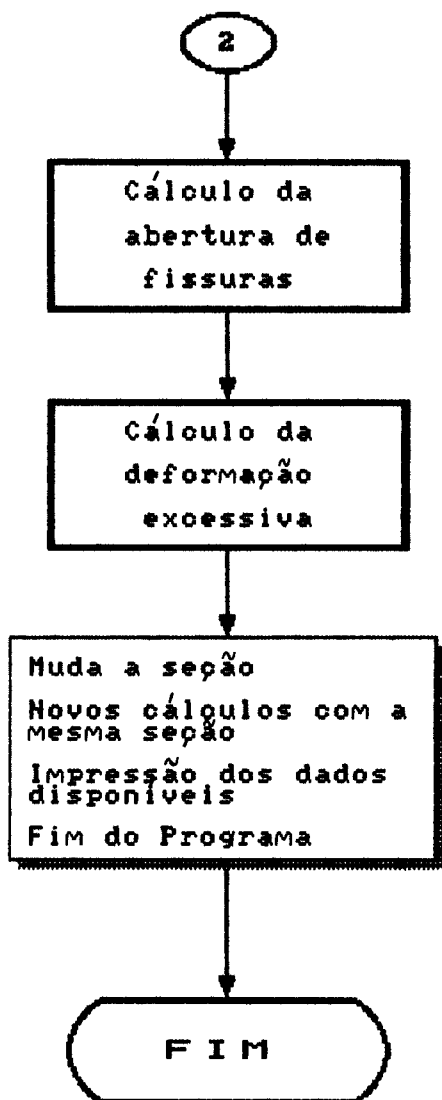 2
Cálculo da
abertura de
fissuras
Cálculo da
deformação
excessiva
Muda a seção
Novos cálculos com a
mesma seção
Impressão dos dados
disponíveis
Fim do Programa
F I M